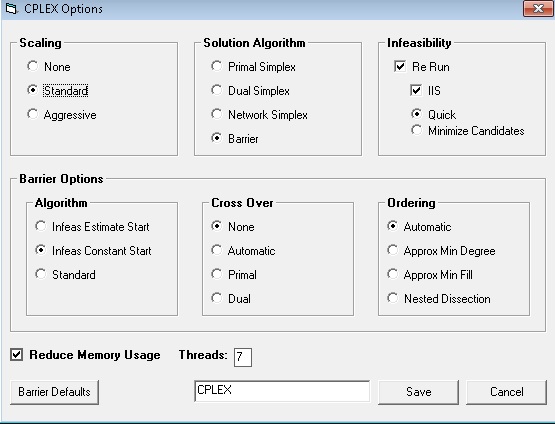 CPLEX Options
Scaling
None
Standard
Aggressive
Solution Algorithm
Primal Simplex
Dual Simplex
Network Simplex
Barrier
Infeasibility
Re Run
IIS
Quick
Minimize Candidates
Barrier Options
Algorithm
Infeas Estimate Start
Infeas Constant Start
Standard
Cross Over
None
Automatic
Primal
Dual
Ordering
Automatic
Approx Min Degree
Approx Min Fill
Nested Dissection
Reduce Memory Usage
Threads: 7
Barrier Defaults
CPLEX
Save
Cancel